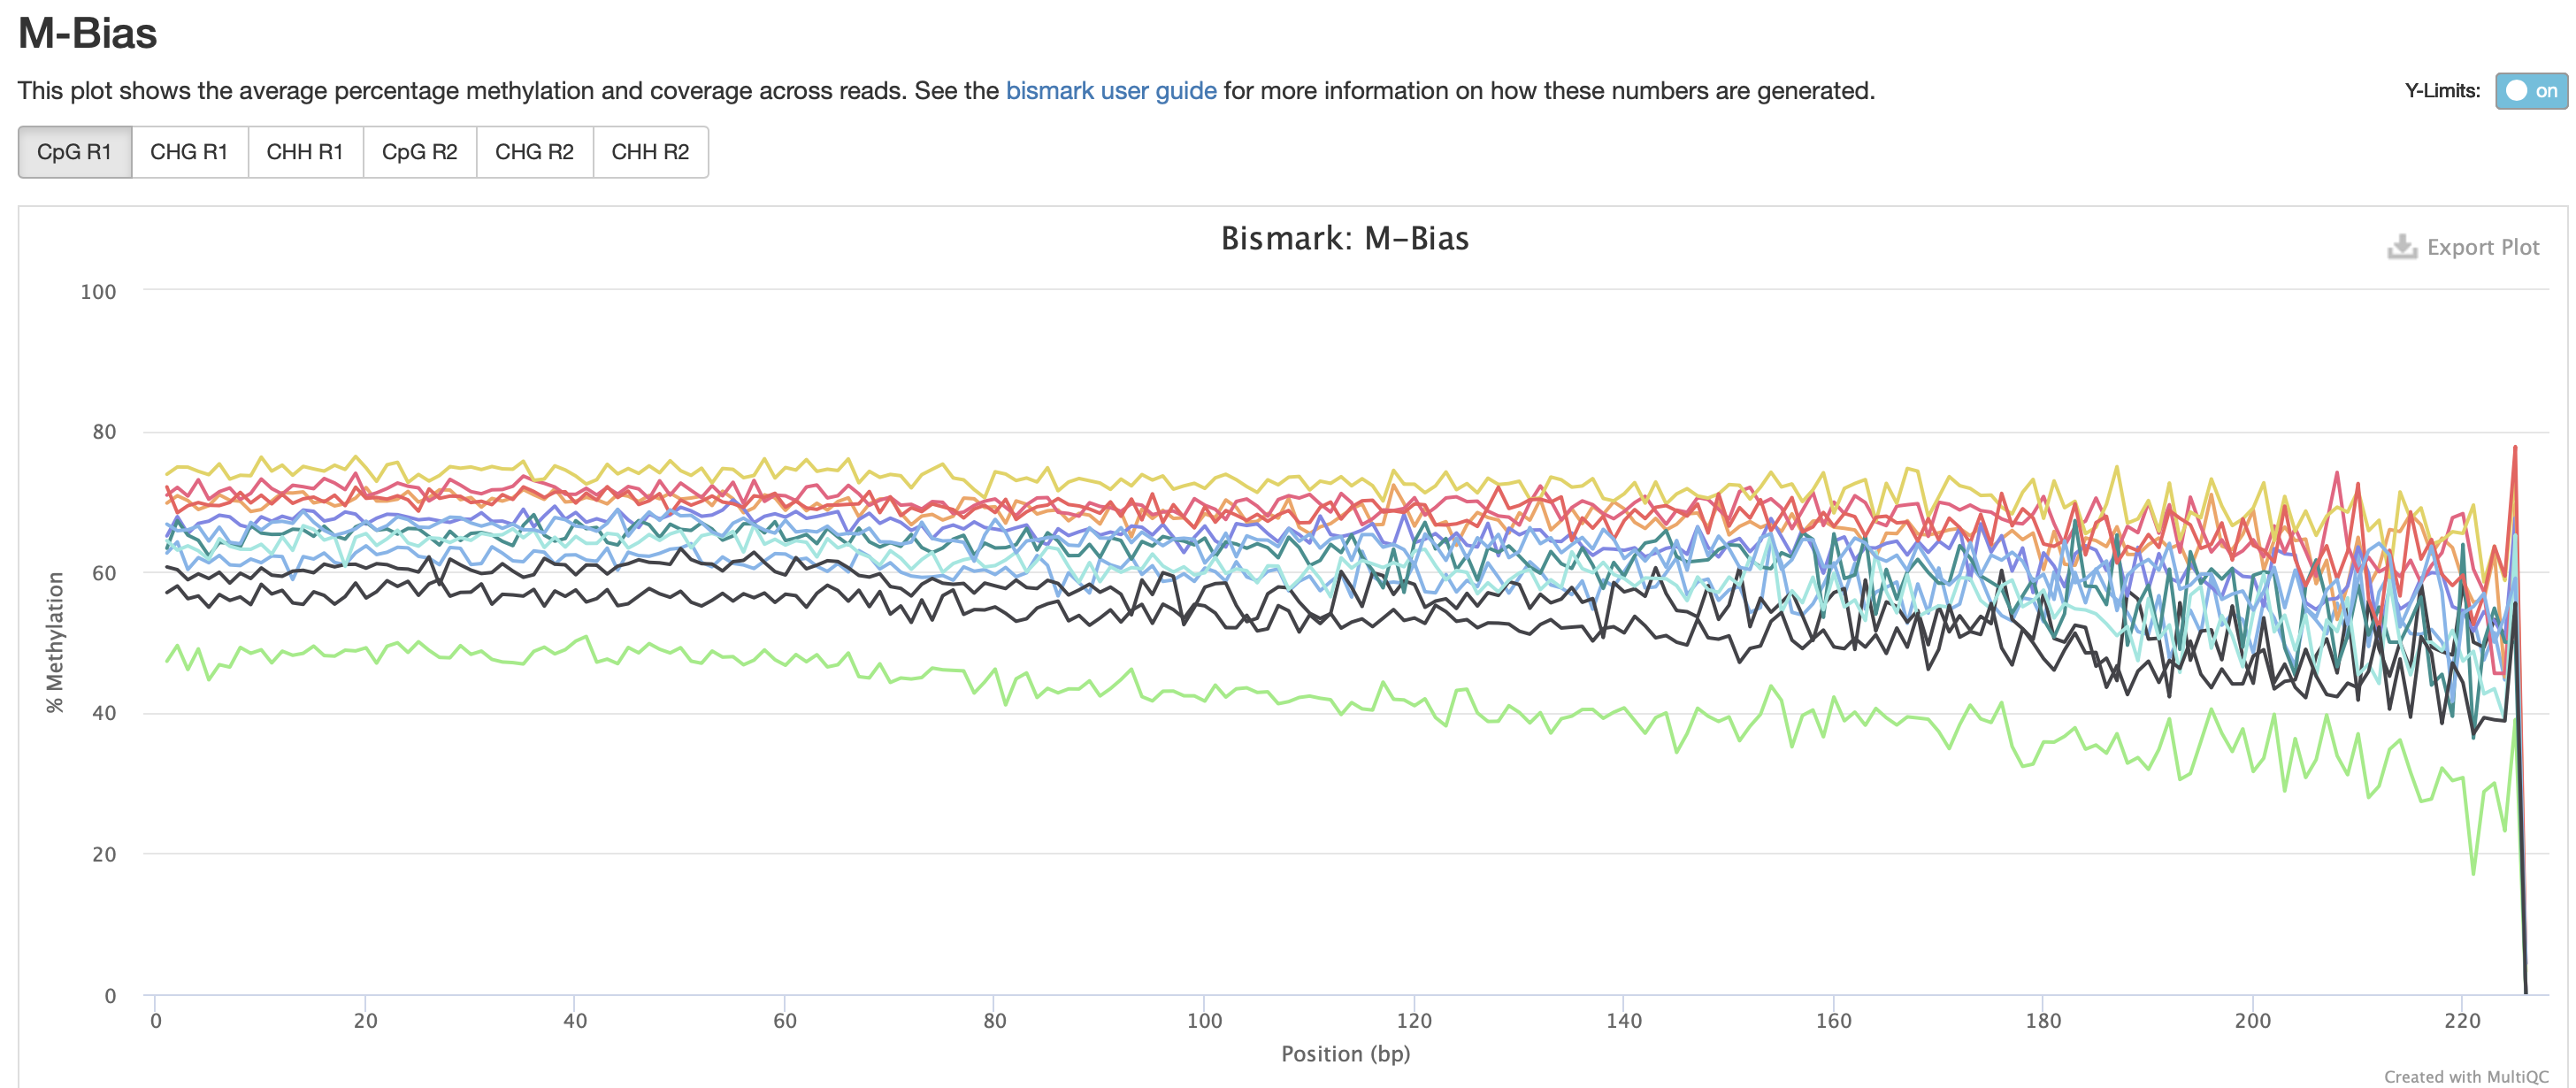 M-Bias
This plot shows the average percentage methylation and coverage across reads. See the bismark user guide for more information on how these numbers are generated.
Y-Limits: on
CpG R1 CHG R1 CHH R1 CpG R2 CHG R2 CHH R2
Bismark: M-Bias
Export Plot
% Methylation
100
80
60
40
20
0
0 20 40 60 80 100 120 140 160 180 200 220
Position (bp)
Created with MultiQC